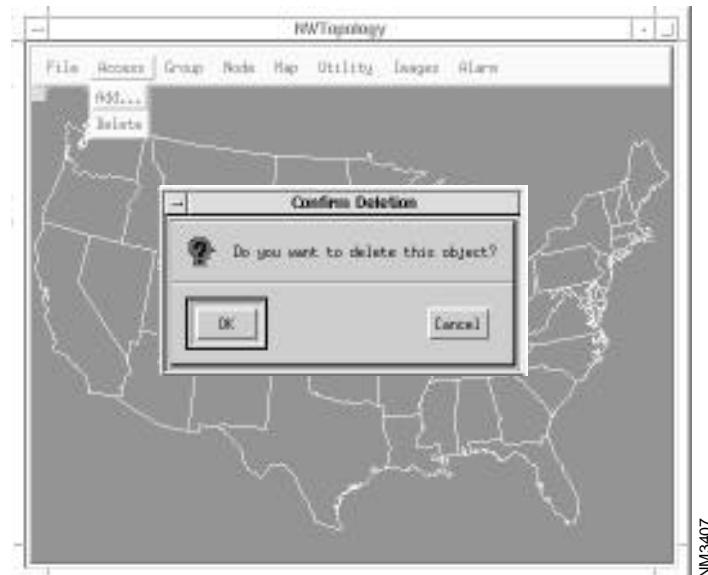 NWTopology
File Access Group Node Map Utility Images Alarm
Add...
Delete
Confirm Deletion
Do you want to delete this object?
OK Cancel
NM3407